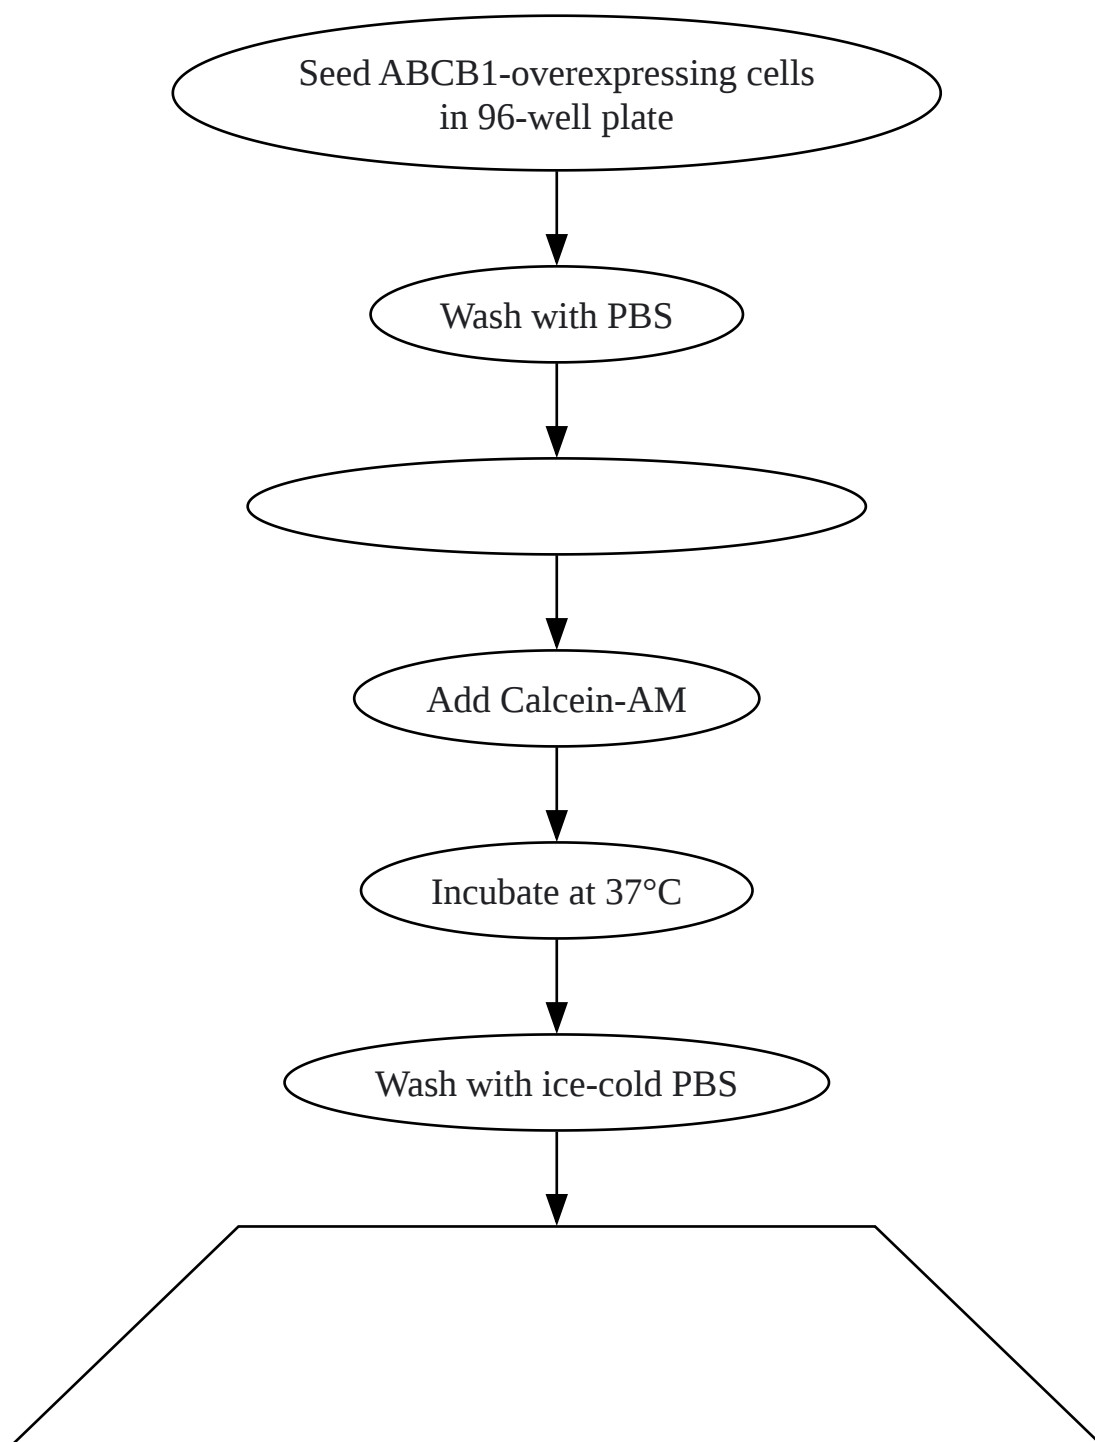 Seed ABCB1-overexpressing cells
in 96-well plate
Wash with PBS
Add Calcein-AM
Incubate at 37°C
Wash with ice-cold PBS